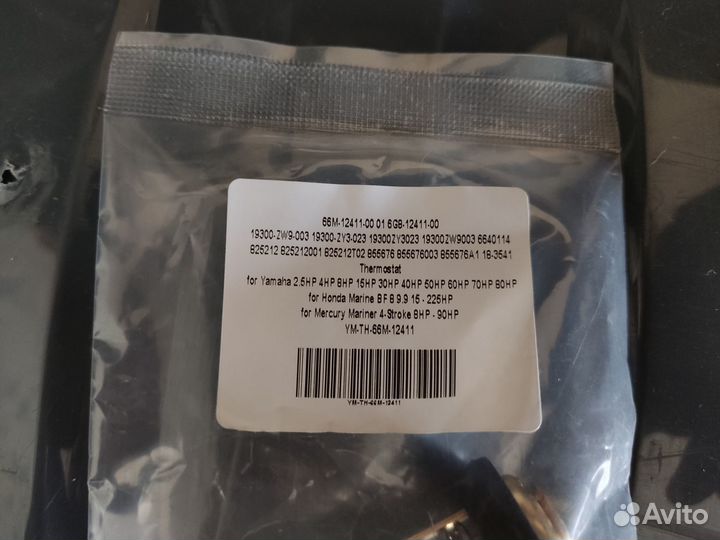 66M-12411-00 01 6G8-12411-00
19300-ZW9-003 19300-ZY3-023 19300ZY3023 19300ZW9003 6640114
825212 825212001 825212T02 855676 855676003 855676A1 18-3541
Thermostat
for Yamaha 2.5HP 4HP 8HP 15HP 30HP 40HP 50HP 60HP 70HP 80HP
for Honda Marine BF 8 9.9 15 - 225HP
for Mercury Mariner 4-Stroke 8HP - 90HP
YM-TH-66M-12411
YM-TH-66M-12411
Avito